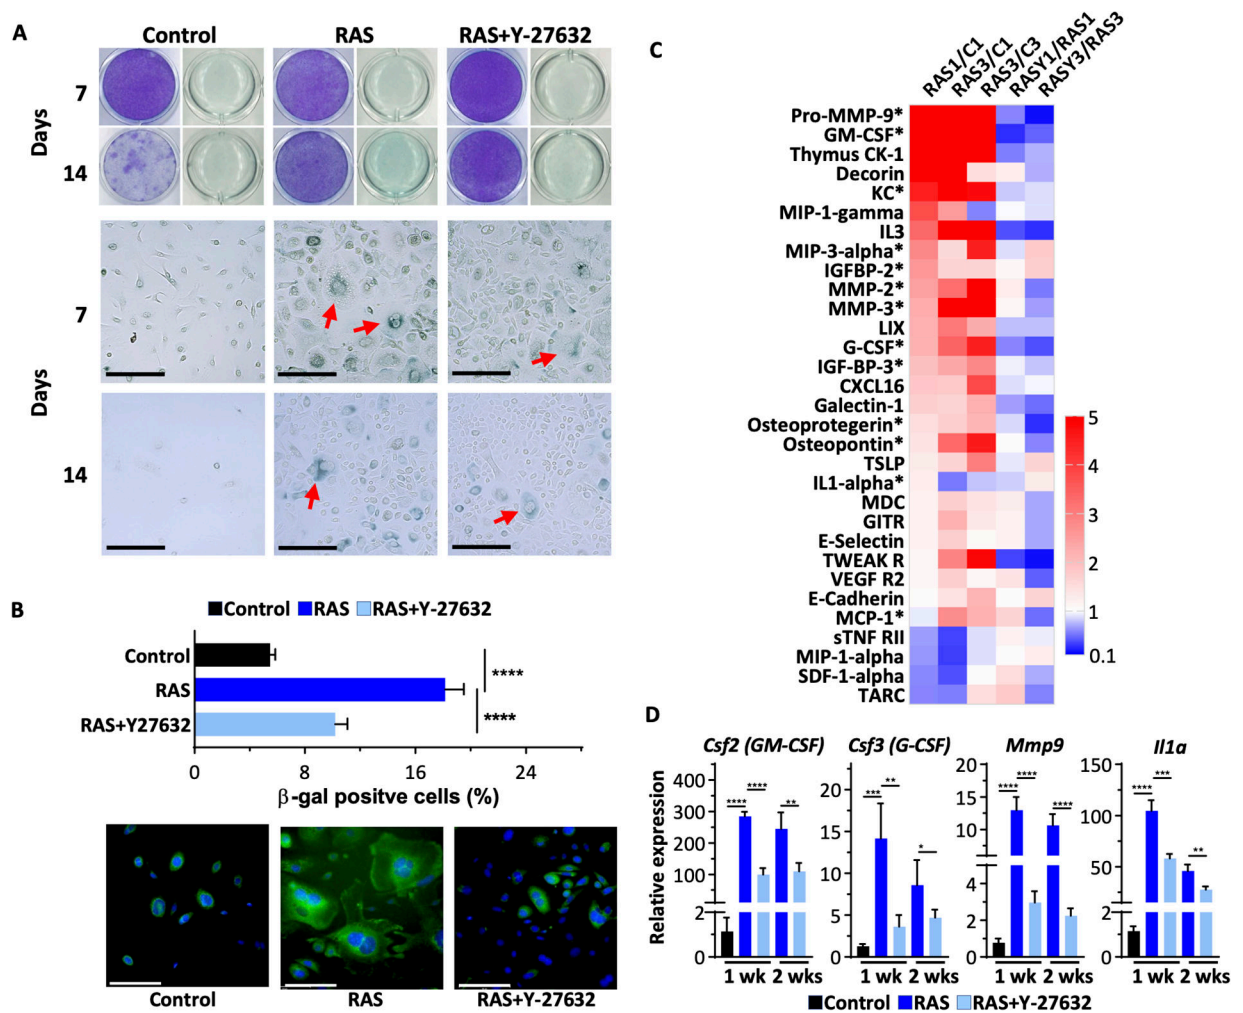 A
Control RAS RAS+Y-27632
Days
7
14
Days
7
14
B
Control RAS RAS+Y-27632
Control
RAS
RAS+Y27632
****
****
0 8 16 24
β-gal positve cells (%)
Control RAS RAS+Y-27632
C
RAS1/C1 RAS3/C1 RAS3/C3 RASY1/RAS1 RASY3/RAS3
Pro-MMP-9*
GM-CSF*
Thymus CK-1
Decorin
KC*
MIP-1-gamma
IL3
MIP-3-alpha*
IGFBP-2*
MMP-2*
MMP-3*
LIX
G-CSF*
IGF-BP-3*
CXCL16
Galectin-1
Osteoprotegerin*
Osteopontin*
TSLP
IL1-alpha*
MDC
GITR
E-Selectin
TWEAK R
VEGF R2
E-Cadherin
MCP-1*
sTNF RII
MIP-1-alpha
SDF-1-alpha
TARC
5
4
3
2
1
0.1
D
Relative expression
Csf2 (GM-CSF)
400
300
200
100
2
0
**** **** **
1 wk 2 wks
Csf3 (G-CSF)
20
15
10
5
0
*** ** *
1 wk 2 wks
Mmp9
20
15
10
5
4
2
0
**** **** ****
1 wk 2 wks
Il1a
150
100
50
2
0
**** *** **
1 wk 2 wks
Control RAS RAS+Y-27632